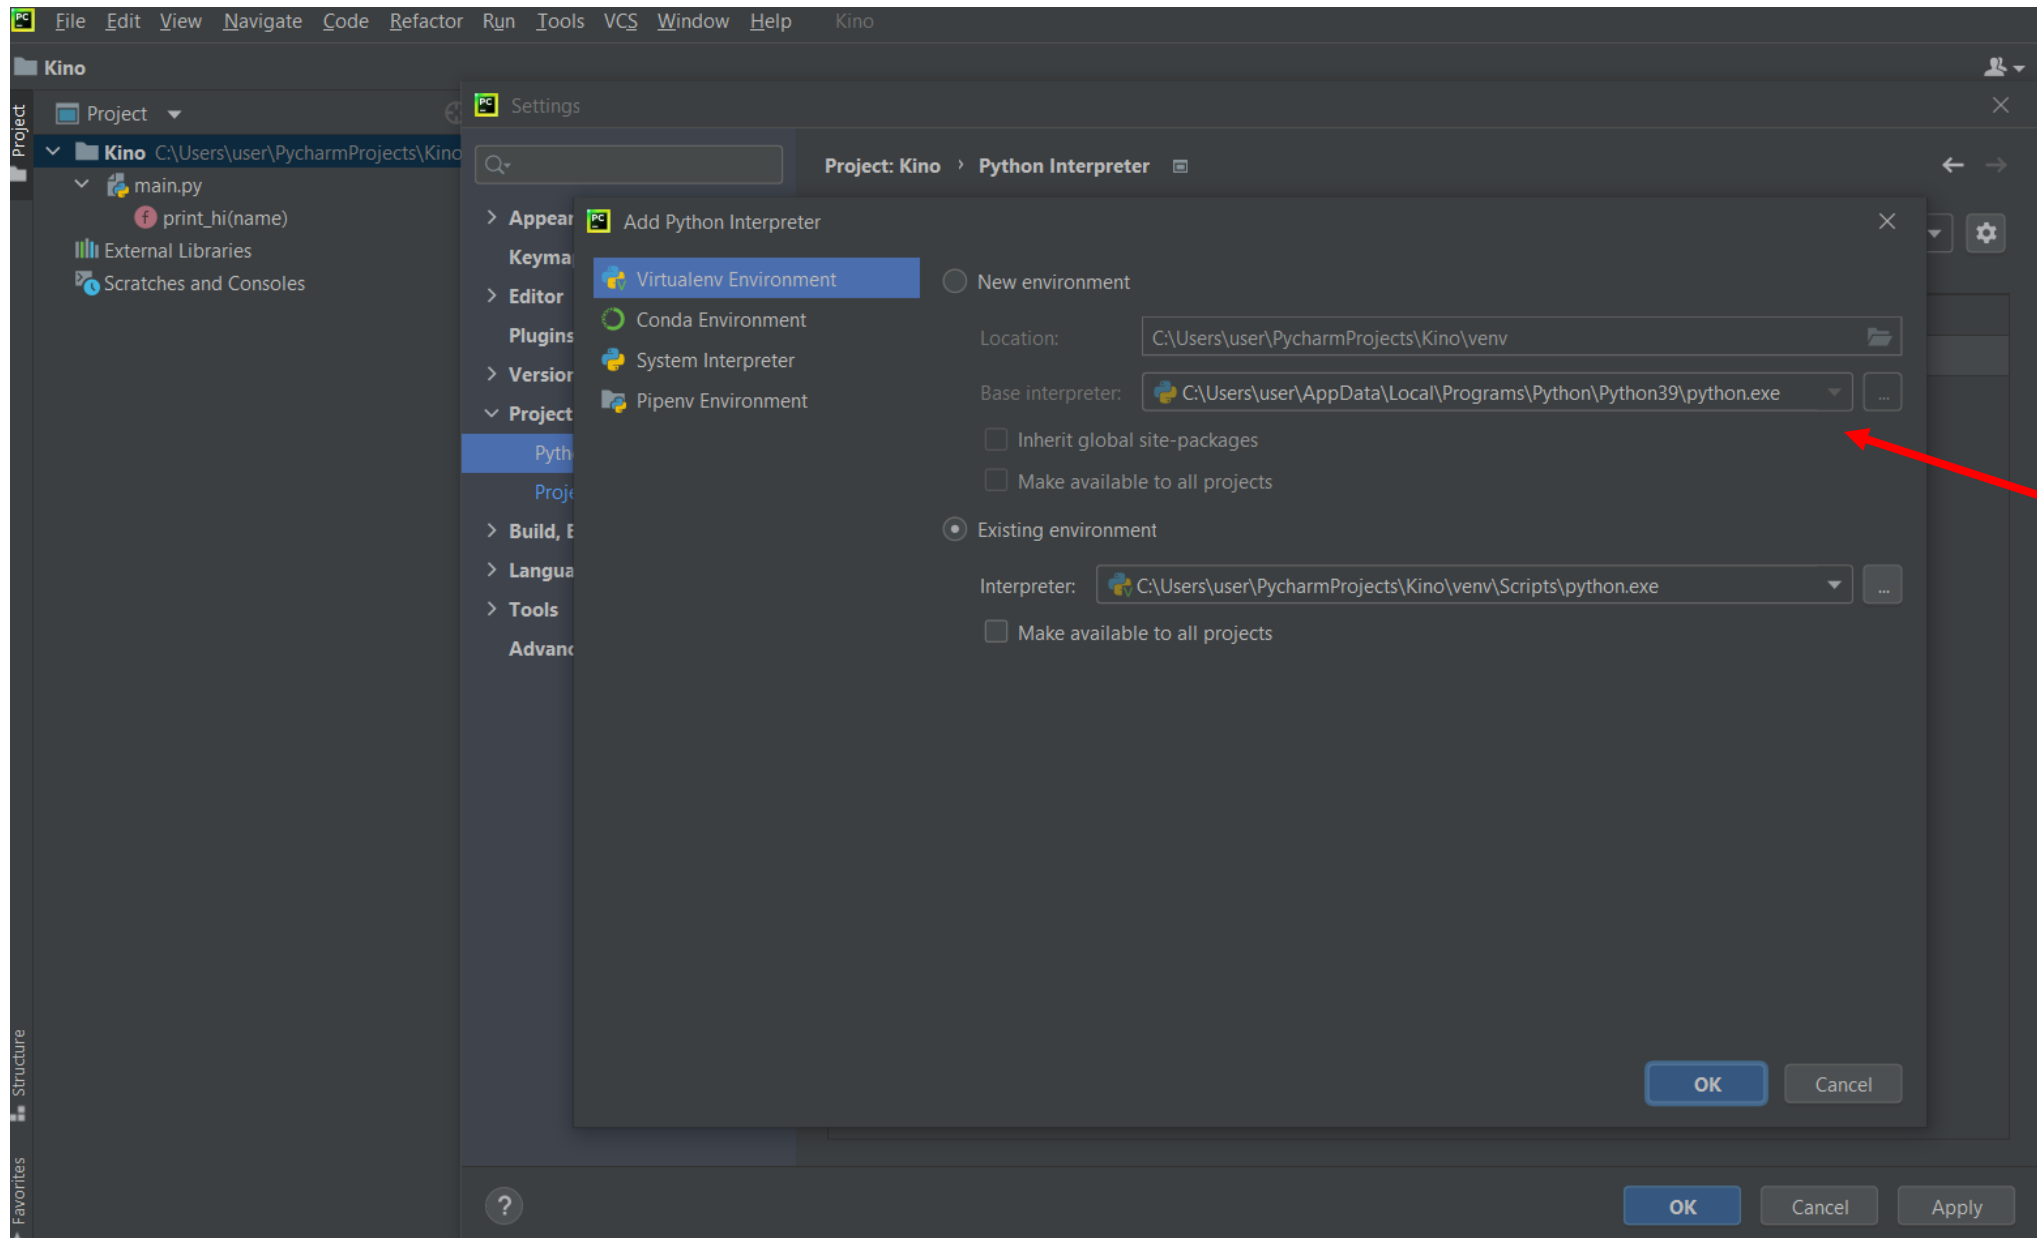 File Edit View Navigate Code Refactor Run Tools VCS Window Help Kino
Kino
Project
Project
Kino C:\Users\user\PycharmProjects\Kino
main.py
print_hi(name)
External Libraries
Scratches and Consoles
Structure
Favorites
Settings
Project: Kino › Python Interpreter
Appear
Keyma
Editor
Plugins
Version
Project
Pyth
Proje
Build, E
Langua
Tools
Advanc
Add Python Interpreter
Virtualenv Environment
Conda Environment
System Interpreter
Pipenv Environment
New environment
Location: C:\Users\user\PycharmProjects\Kino\venv
Base interpreter: C:\Users\user\AppData\Local\Programs\Python\Python39\python.exe ...
Inherit global site-packages
Make available to all projects
Existing environment
Interpreter: C:\Users\user\PycharmProjects\Kino\venv\Scripts\python.exe ...
Make available to all projects
OK Cancel
? OK Cancel Apply